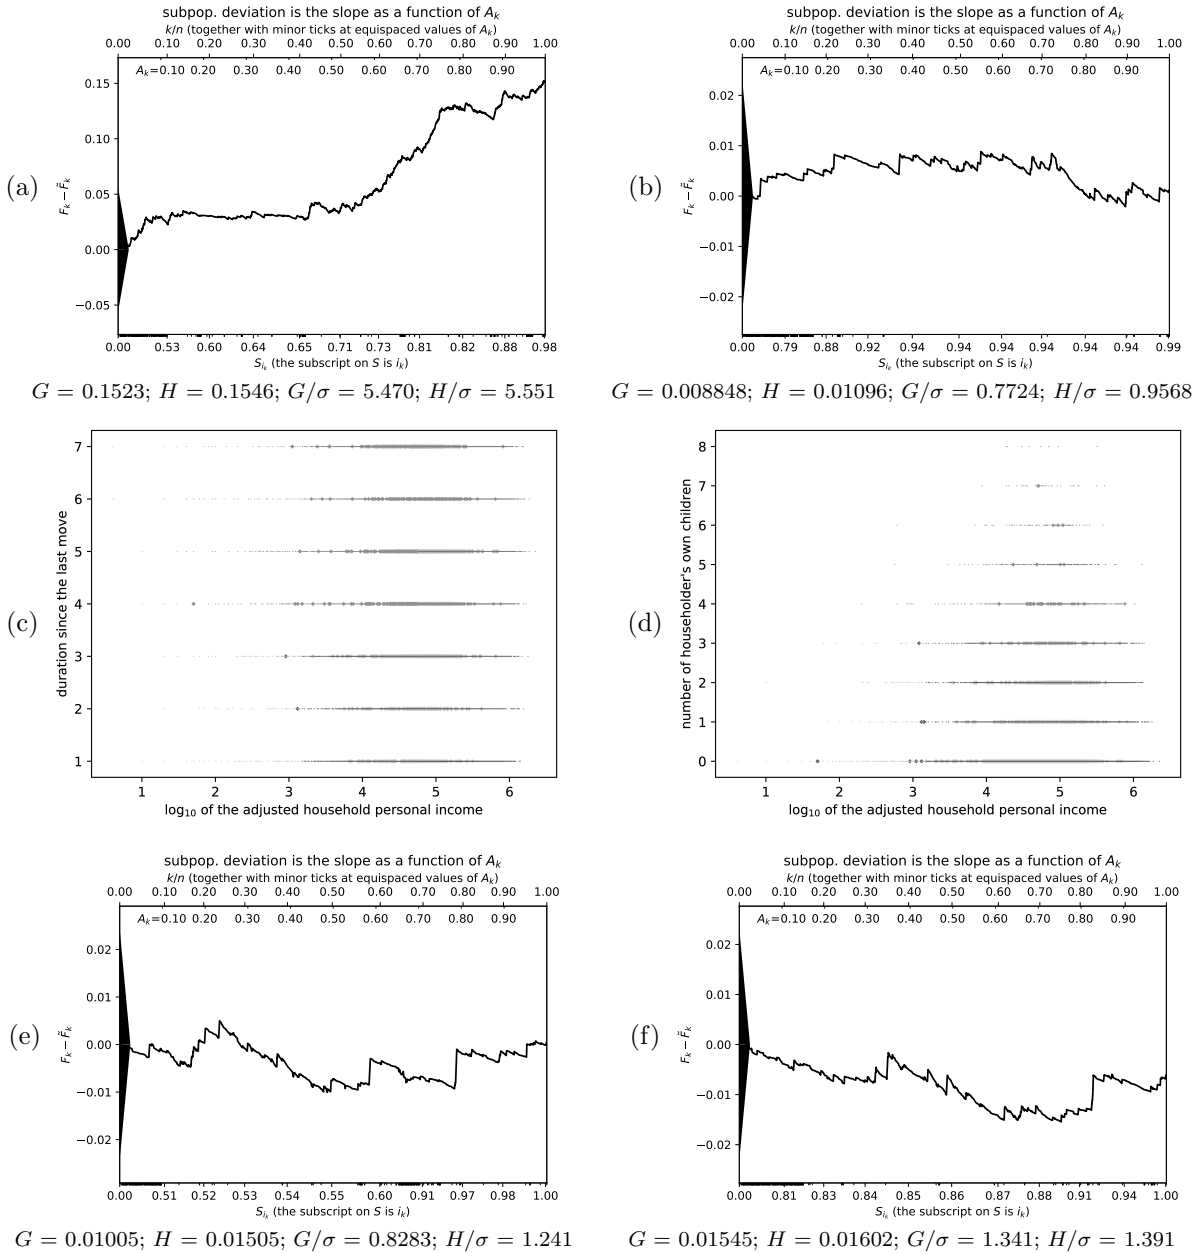 (a)
subpop. deviation is the slope as a function of A_k
k/n (together with minor ticks at equispaced values of A_k)
0.00 0.10 0.20 0.30 0.40 0.50 0.60 0.70 0.80 0.90 1.00
A_k=0.10 0.20 0.30 0.40 0.50 0.60 0.70 0.80 0.90
F_k − F̃_k
0.15
0.10
0.05
0.00
−0.05
0.00 0.53 0.60 0.64 0.65 0.71 0.73 0.81 0.82 0.88 0.98
S_{i_k} (the subscript on S is i_k)
G = 0.1523; H = 0.1546; G/σ = 5.470; H/σ = 5.551
(b)
subpop. deviation is the slope as a function of A_k
k/n (together with minor ticks at equispaced values of A_k)
0.00 0.10 0.20 0.30 0.40 0.50 0.60 0.70 0.80 0.90 1.00
A_k=0.10 0.20 0.30 0.40 0.50 0.60 0.70 0.80 0.90
F_k − F̃_k
0.02
0.01
0.00
−0.01
−0.02
0.00 0.79 0.88 0.92 0.92 0.94 0.94 0.94 0.94 0.94 0.99
S_{i_k} (the subscript on S is i_k)
G = 0.008848; H = 0.01096; G/σ = 0.7724; H/σ = 0.9568
(c)
duration since the last move
7
6
5
4
3
2
1
1 2 3 4 5 6
log₁₀ of the adjusted household personal income
(d)
number of householder's own children
8
7
6
5
4
3
2
1
0
1 2 3 4 5 6
log₁₀ of the adjusted household personal income
(e)
subpop. deviation is the slope as a function of A_k
k/n (together with minor ticks at equispaced values of A_k)
0.00 0.10 0.20 0.30 0.40 0.50 0.60 0.70 0.80 0.90 1.00
A_k=0.10 0.20 0.30 0.40 0.50 0.60 0.70 0.80 0.90
F_k − F̃_k
0.02
0.01
0.00
−0.01
−0.02
0.00 0.51 0.52 0.53 0.54 0.55 0.60 0.91 0.97 0.98 1.00
S_{i_k} (the subscript on S is i_k)
G = 0.01005; H = 0.01505; G/σ = 0.8283; H/σ = 1.241
(f)
subpop. deviation is the slope as a function of A_k
k/n (together with minor ticks at equispaced values of A_k)
0.00 0.10 0.20 0.30 0.40 0.50 0.60 0.70 0.80 0.90 1.00
A_k=0.10 0.20 0.30 0.40 0.50 0.60 0.70 0.80 0.90
F_k − F̃_k
0.02
0.01
0.00
−0.01
−0.02
0.00 0.81 0.83 0.84 0.85 0.86 0.87 0.88 0.91 0.94 1.00
S_{i_k} (the subscript on S is i_k)
G = 0.01545; H = 0.01602; G/σ = 1.341; H/σ = 1.391